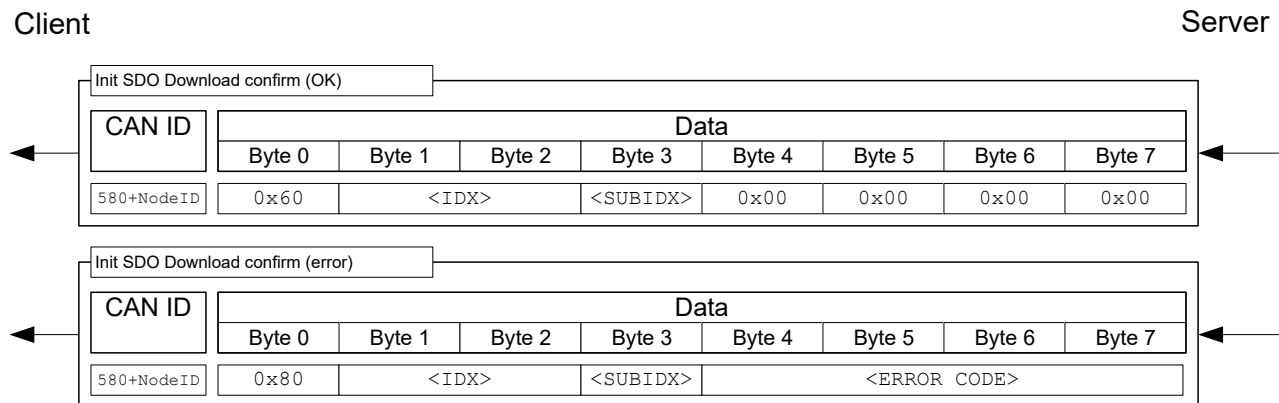 Client Server
Init SDO Download confirm (OK)
CAN ID Data
Byte 0 Byte 1 Byte 2 Byte 3 Byte 4 Byte 5 Byte 6 Byte 7
580+NodeID 0x60 <IDX> <SUBIDX> 0x00 0x00 0x00 0x00
Init SDO Download confirm (error)
CAN ID Data
Byte 0 Byte 1 Byte 2 Byte 3 Byte 4 Byte 5 Byte 6 Byte 7
580+NodeID 0x80 <IDX> <SUBIDX> <ERROR CODE>